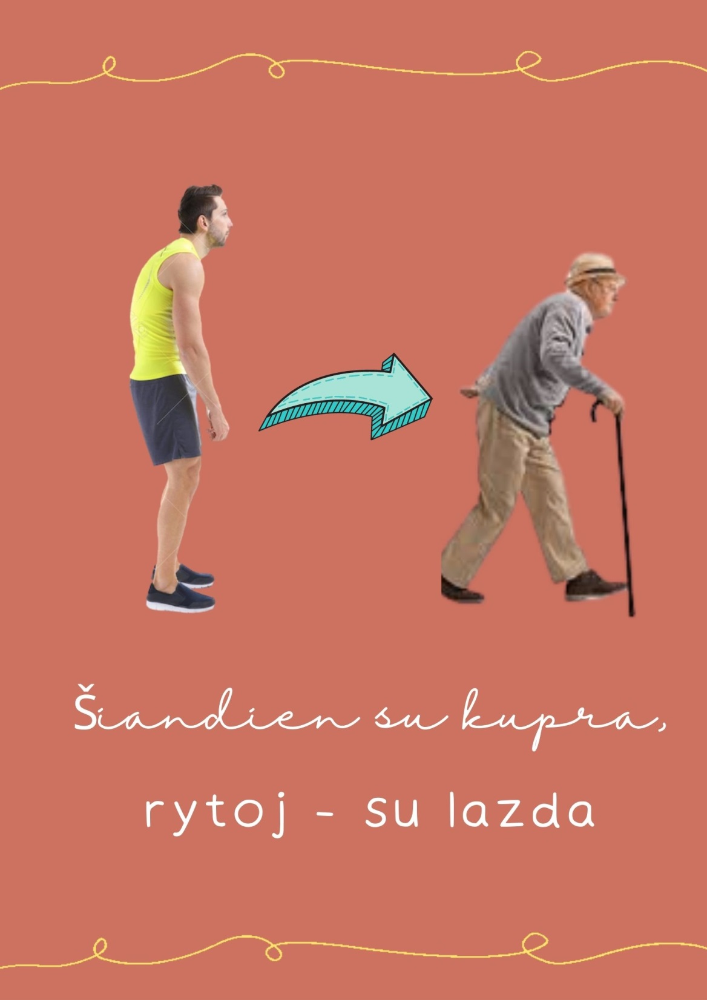 Šiandien su kupra,
rytoj - su lazda